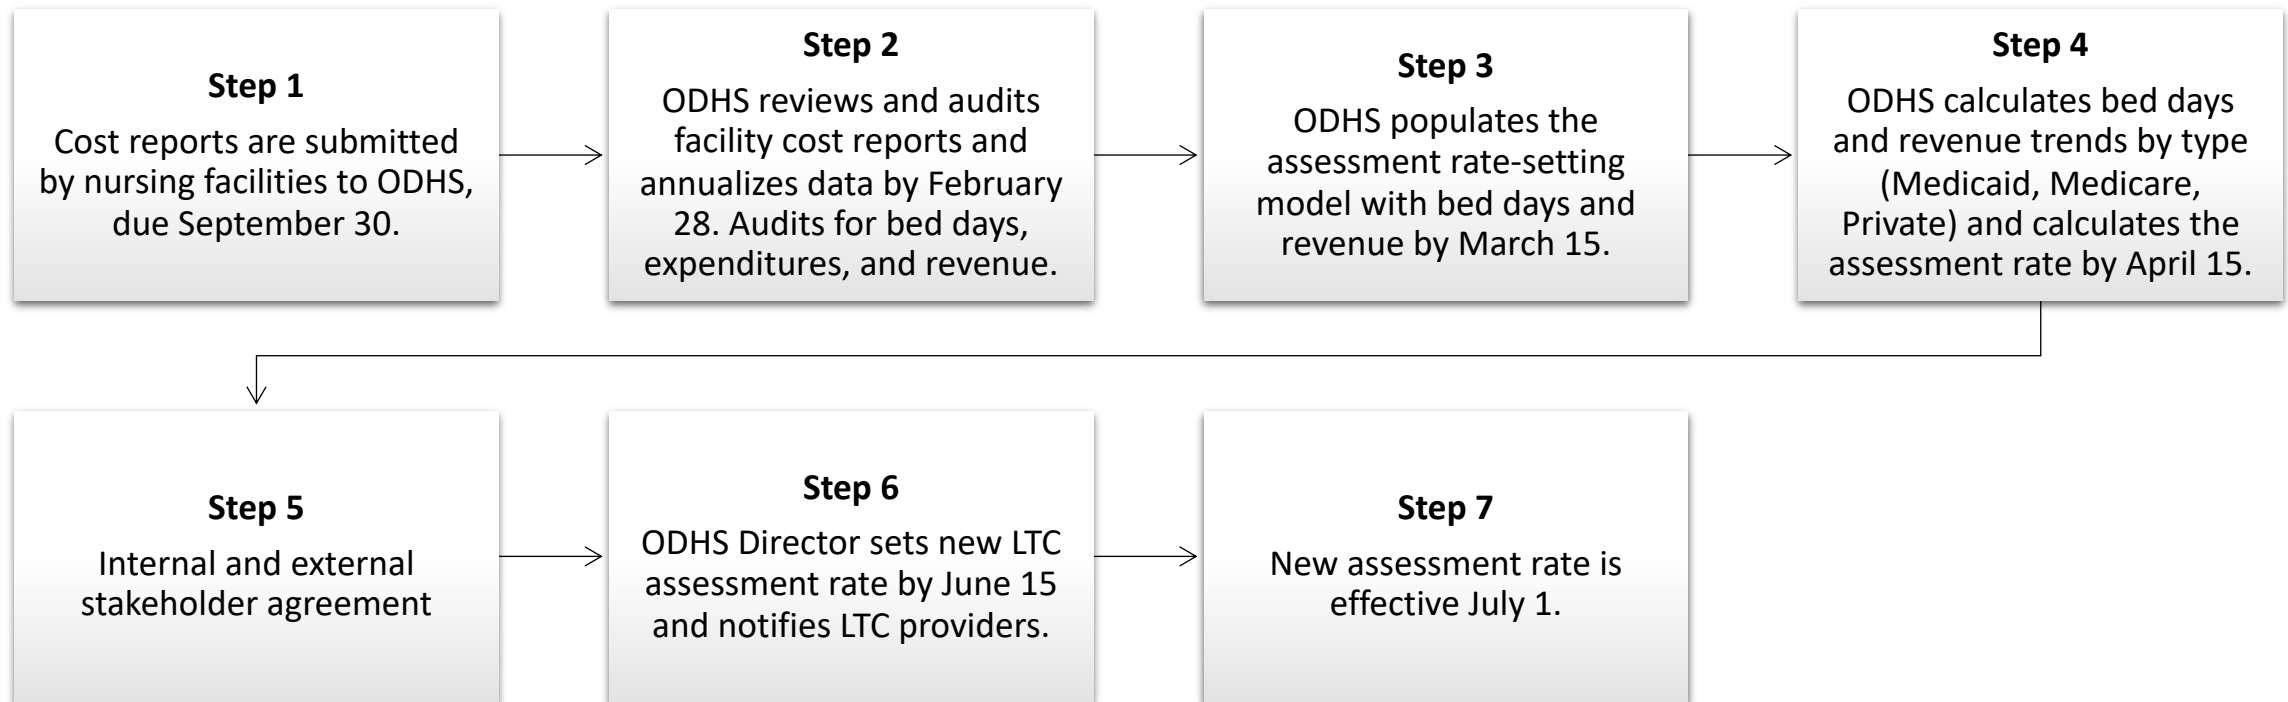 Step 1
Cost reports are submitted
by nursing facilities to ODHS,
due September 30.
Step 2
ODHS reviews and audits
facility cost reports and
annualizes data by February
28. Audits for bed days,
expenditures, and revenue.
Step 3
ODHS populates the
assessment rate-setting
model with bed days and
revenue by March 15.
Step 4
ODHS calculates bed days
and revenue trends by type
(Medicaid, Medicare,
Private) and calculates the
assessment rate by April 15.
Step 5
Internal and external
stakeholder agreement
Step 6
ODHS Director sets new LTC
assessment rate by June 15
and notifies LTC providers.
Step 7
New assessment rate is
effective July 1.